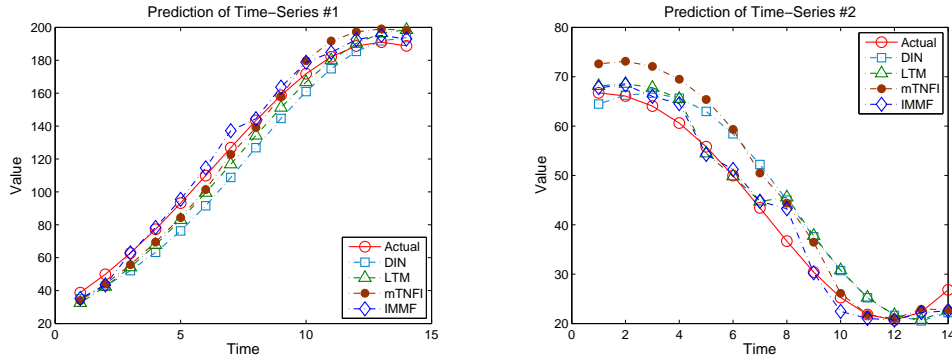 Prediction of Time-Series #1
200
180
160
140
120
100
80
60
40
20
0
5
10
15
Value
Time
Actual
DIN
LTM
mTNFI
IMMF
Prediction of Time-Series #2
80
70
60
50
40
30
20
0
2
4
6
8
10
12
14
Value
Time
Actual
DIN
LTM
mTNFI
IMMF